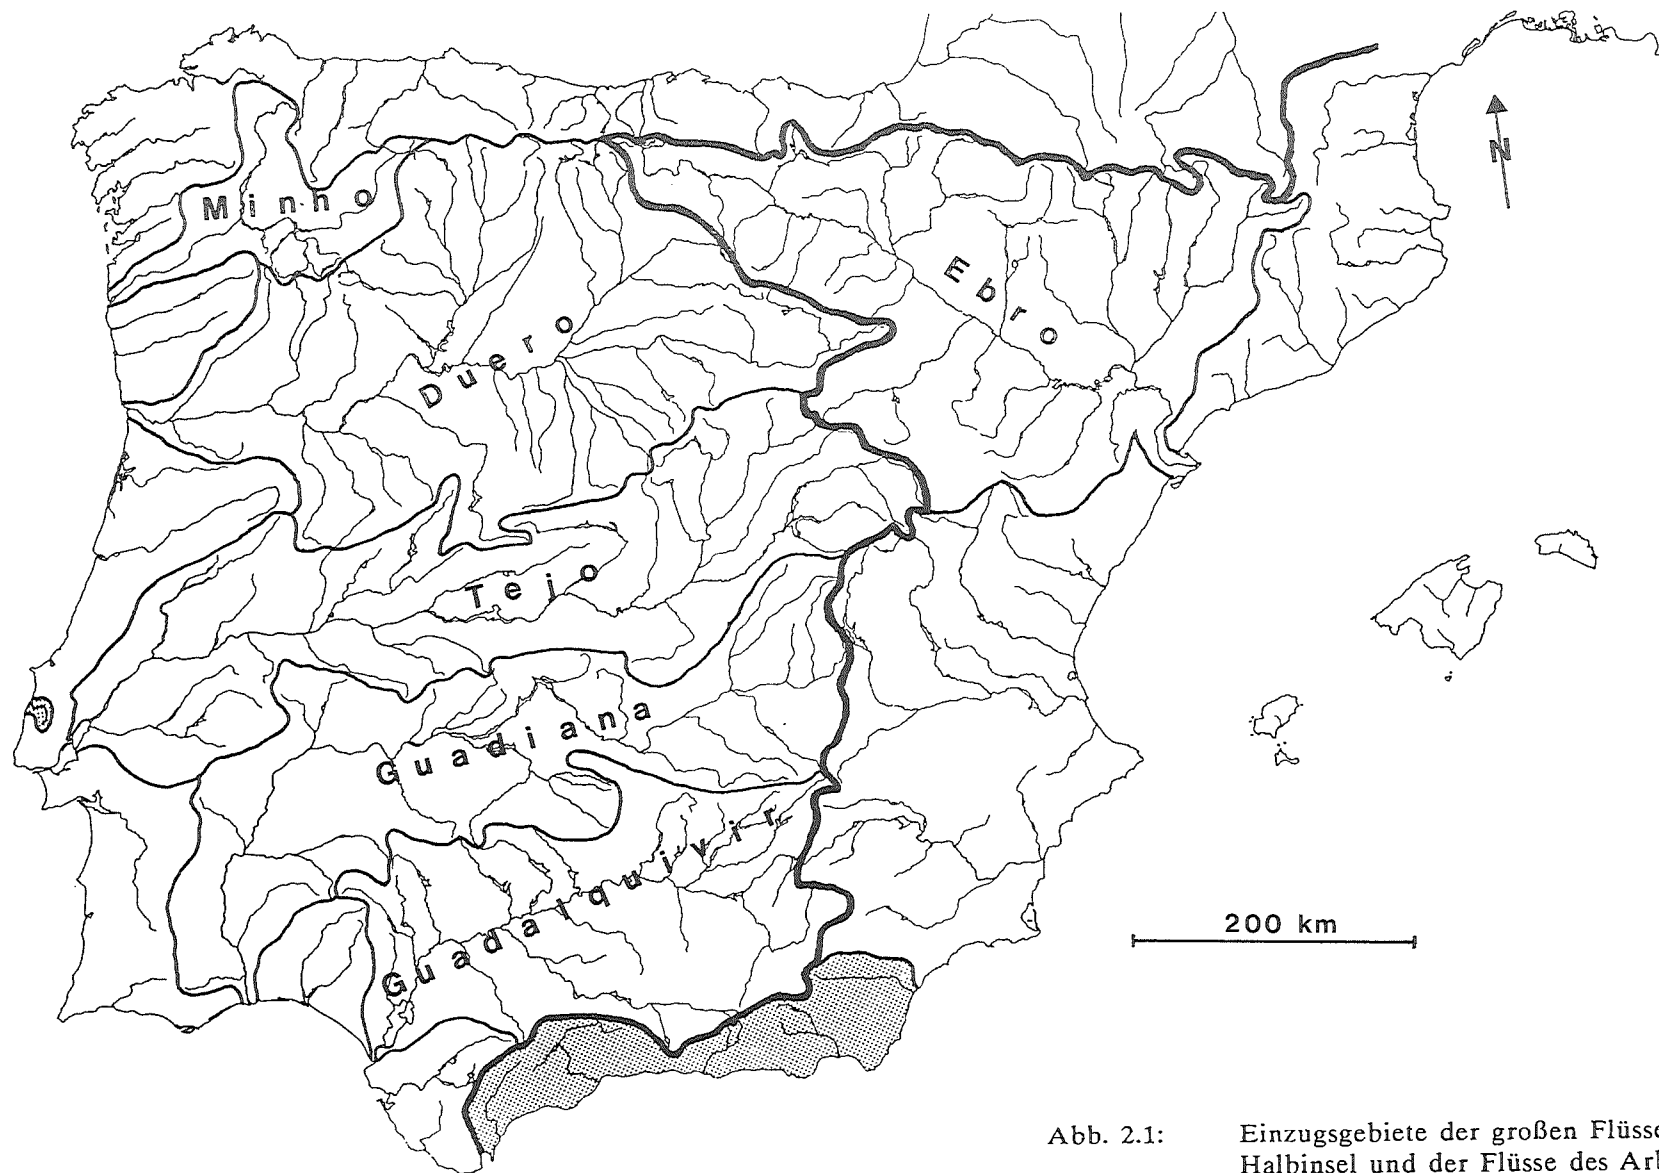 N
Minho
Ebro
Duero
Tejo
Guadiana
Guadalquivir
200 km
Abb. 2.1: Einzugsgebiete der großen Flüsse
Halbinsel und der Flüsse des